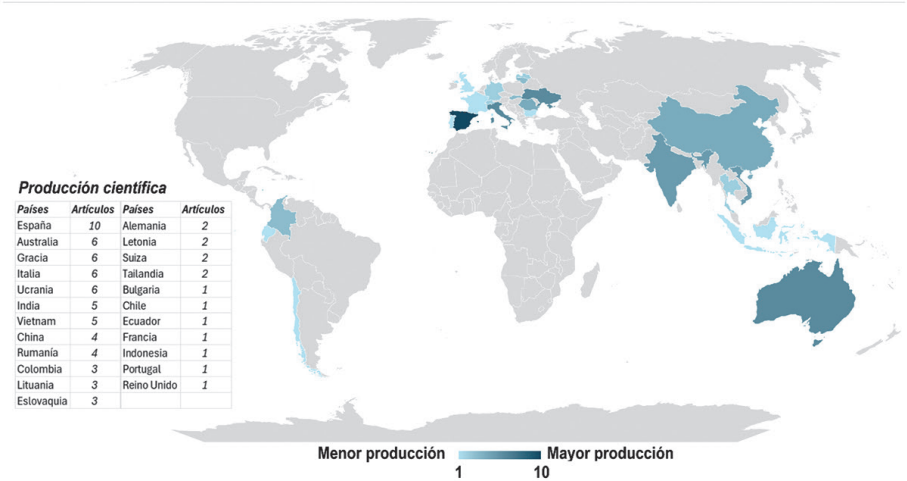 Producción científica
Países Artículos Países Artículos
España 10 Alemania 2
Australia 6 Letonia 2
Gracia 6 Suiza 2
Italia 6 Tailandia 2
Ucrania 6 Bulgaria 1
India 5 Chile 1
Vietnam 5 Ecuador 1
China 4 Francia 1
Rumanía 4 Indonesia 1
Colombia 3 Portugal 1
Lituania 3 Reino Unido 1
Eslovaquia 3
Menor producción Mayor producción
1 10